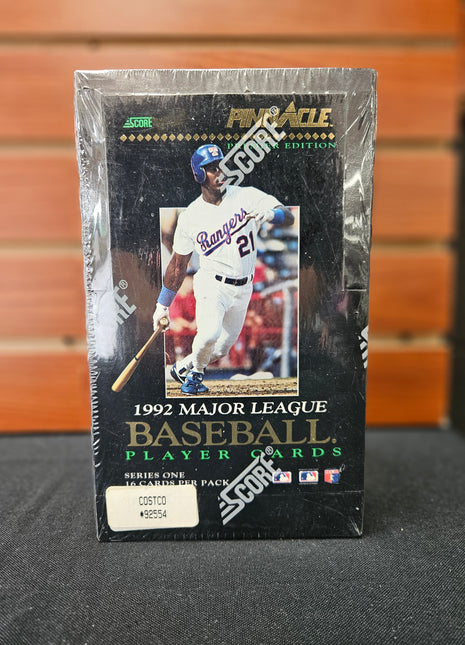 SCORE
PINNACLE
PREMIER EDITION
SCORE®
Rangers
21
SCORE®
1992 MAJOR LEAGUE
BASEBALL
PLAYER CARDS
SERIES ONE
16 CARDS PER PACK
SCORE®
COSTCO
*92554